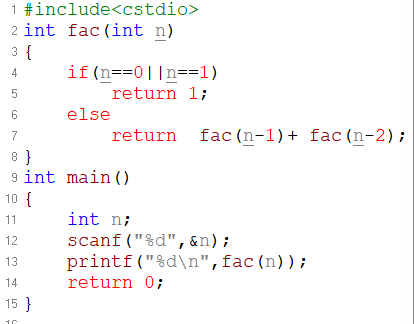 1 #include<cstdio>
2 int fac(int n)
3 {
4     if(n==0||n==1)
5         return 1;
6     else
7         return  fac(n-1)+ fac(n-2);
8 }
9 int main()
10 {
11     int n;
12     scanf("%d",&n);
13     printf("%d\n",fac(n));
14     return 0;
15 }